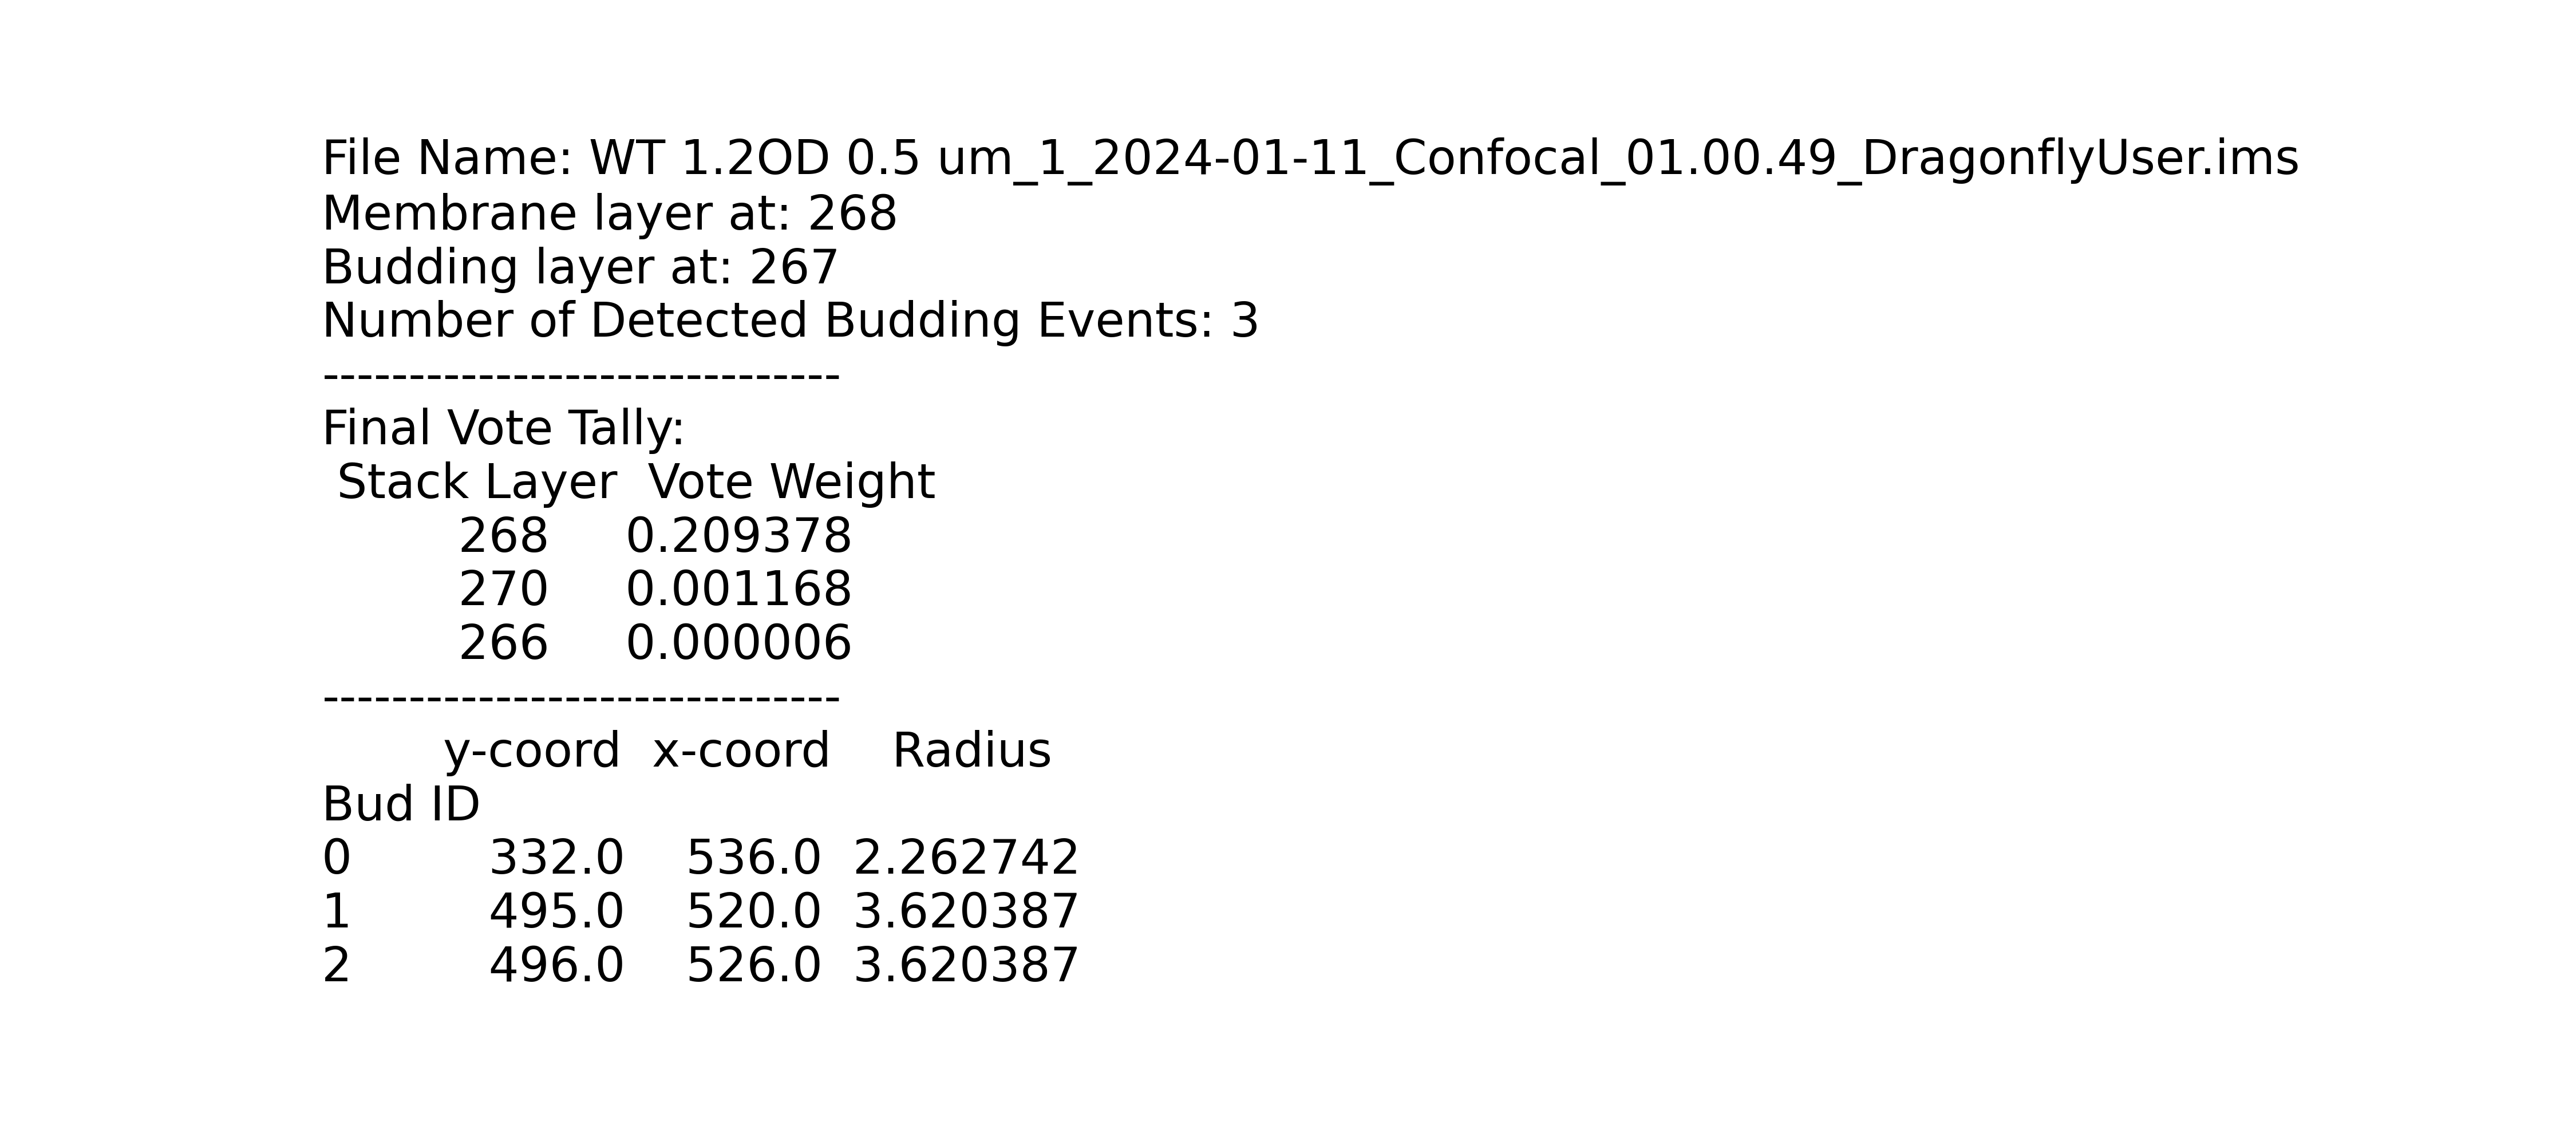 File Name: WT 1.2OD 0.5 um_1_2024-01-11_Confocal_01.00.49_DragonflyUser.ims
Membrane layer at: 268
Budding layer at: 267
Number of Detected Budding Events: 3
------------------------------
Final Vote Tally:
Stack Layer  Vote Weight
268     0.209378
270     0.001168
266     0.000006
------------------------------
y-coord  x-coord    Radius
Bud ID
0         332.0    536.0  2.262742
1         495.0    520.0  3.620387
2         496.0    526.0  3.620387